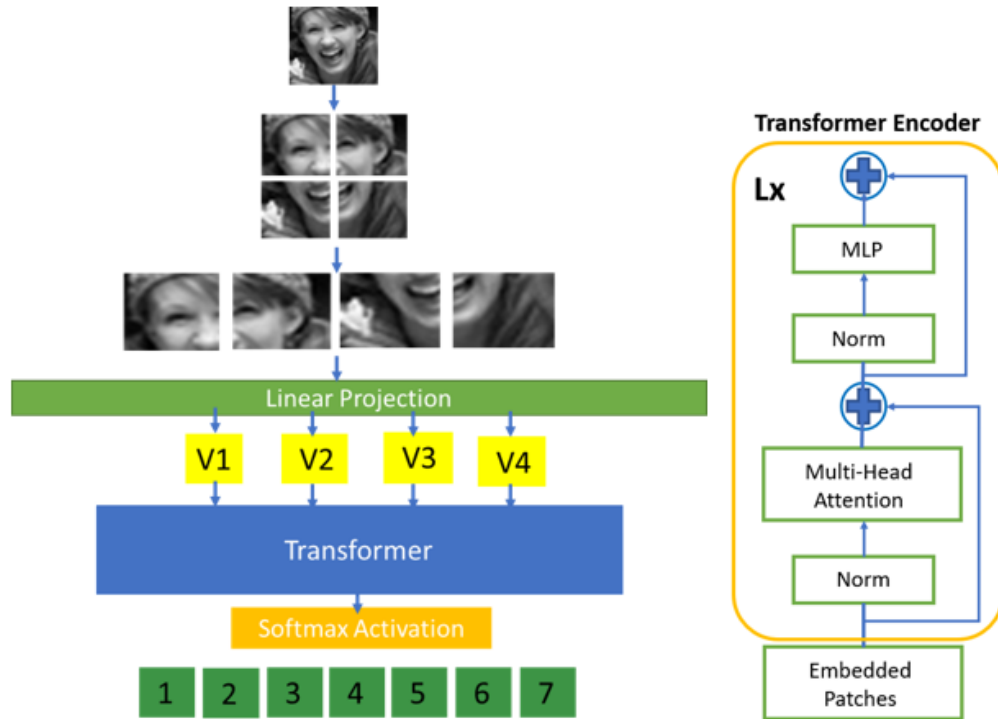 Linear Projection
V1
V2
V3
V4
Transformer
Softmax Activation
1
2
3
4
5
6
7
Transformer Encoder
Lx
MLP
Norm
Multi-Head
Attention
Norm
Embedded
Patches